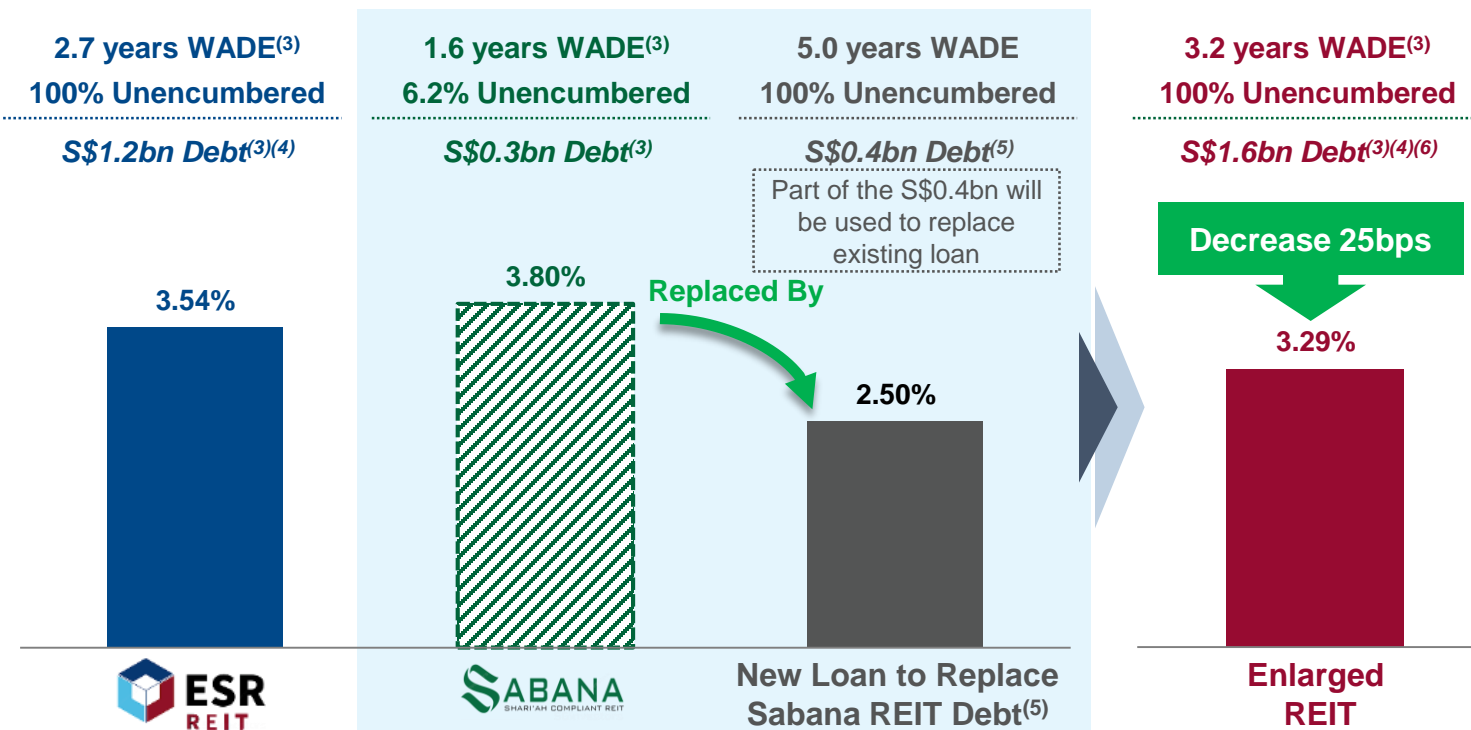 2.7 years WADE(3)
100% Unencumbered
S$1.2bn Debt(3)(4)
3.54%
ESR
REIT
1.6 years WADE(3)
6.2% Unencumbered
S$0.3bn Debt(3)
3.80%
SABANA
SHARI'AH COMPLIANT REIT
Replaced By
5.0 years WADE
100% Unencumbered
S$0.4bn Debt(5)
Part of the S$0.4bn will
be used to replace
existing loan
2.50%
New Loan to Replace
Sabana REIT Debt(5)
3.2 years WADE(3)
100% Unencumbered
S$1.6bn Debt(3)(4)(6)
Decrease 25bps
3.29%
Enlarged
REIT